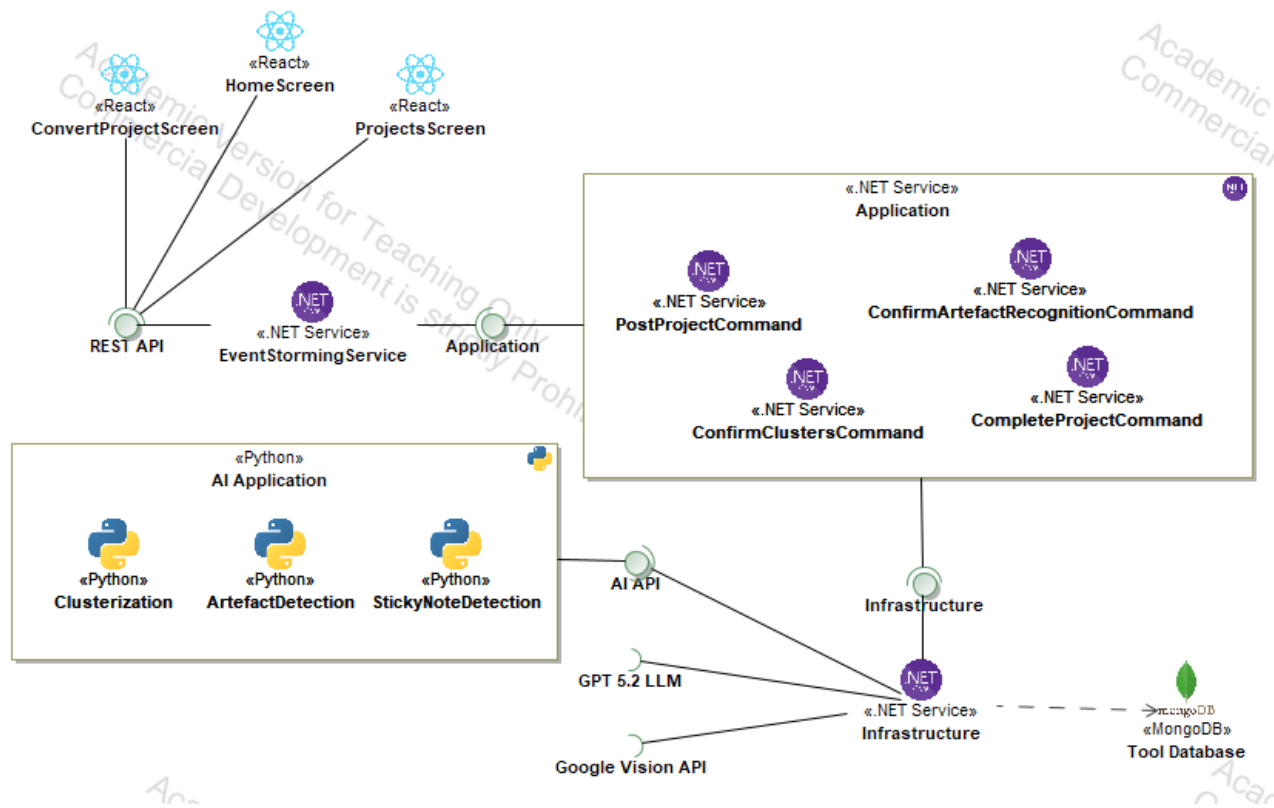 «React»
HomeScreen
«React»
ConvertProjectScreen
«React»
ProjectsScreen
Academic Version for Teaching Only
Commercial Development is strictly Prohi
Academic
Commercial
«.NET Service»
Application
.NET
«.NET Service»
PostProjectCommand
.NET
«.NET Service»
ConfirmArtefactRecognitionCommand
.NET
«.NET Service»
ConfirmClustersCommand
.NET
«.NET Service»
CompleteProjectCommand
REST API
.NET
«.NET Service»
EventStormingService
Application
«Python»
AI Application
«Python»
Clusterization
«Python»
ArtefactDetection
«Python»
StickyNoteDetection
AI API
Infrastructure
GPT 5.2 LLM
Google Vision API
.NET
«.NET Service»
Infrastructure
mongoDB
«MongoDB»
Tool Database
Aca
Acad